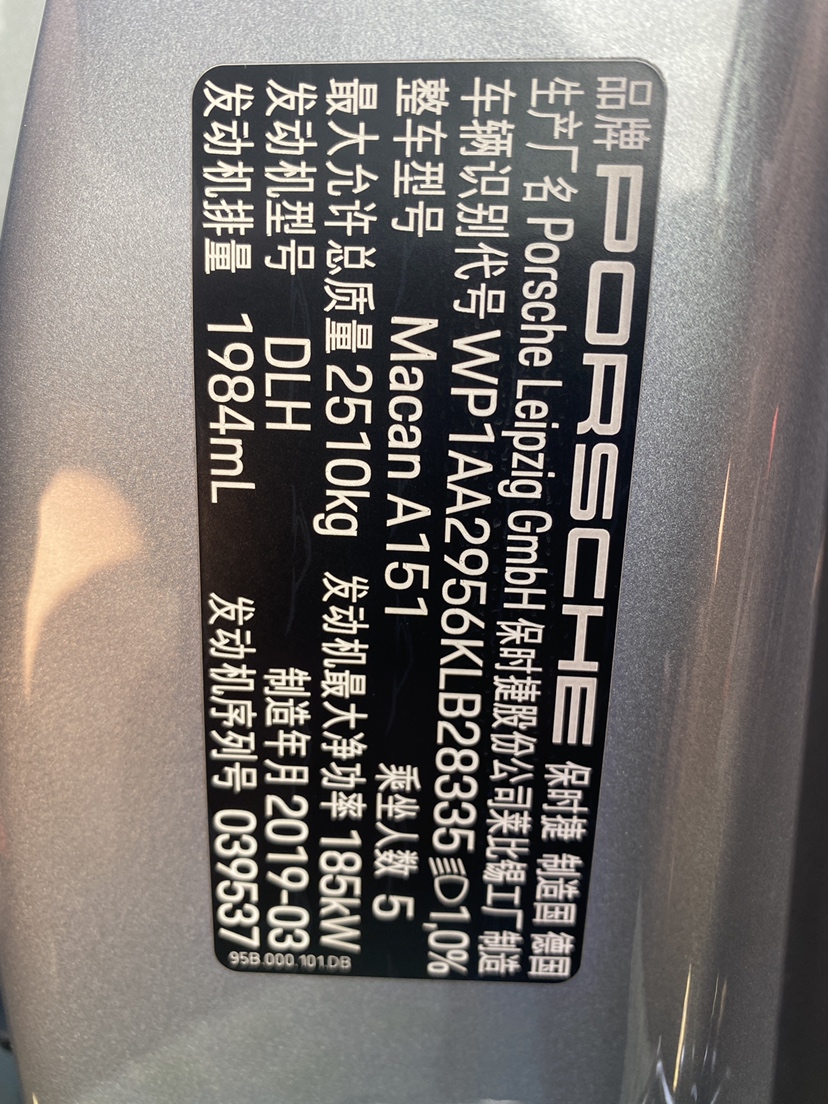 品牌 PORSCHE 保时捷 制造国 德国
生产厂名 Porsche Leipzig GmbH 保时捷股份公司莱比锡工厂 制造
车辆识别代号 WP1AA2956KLB28335 1,0%
整车型号 Macan A151 乘坐人数 5
最大允许总质量 2510kg 发动机最大净功率 185kW
发动机型号 DLH 制造年月 2019-03
发动机排量 1984mL 发动机序列号 039537
95B.000.101.DB